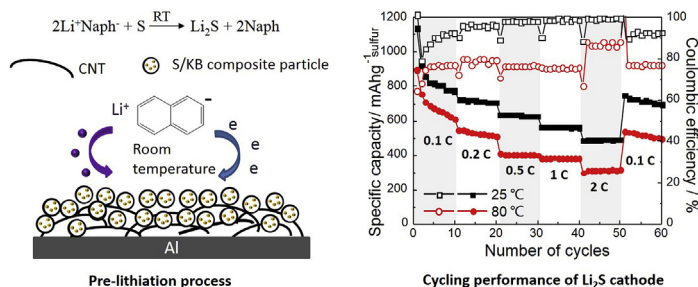 2Li⁺Naph⁻ + S RT→ Li₂S + 2Naph
CNT
S/KB composite particle
Li⁺
-
e
e
e
Room
temperature
Al
Pre-lithiation process
Specific capacity/ mAhg⁻¹sulfur
1200
1000
800
600
400
200
0
0.1 C
0.2 C
0.5 C
1 C
2 C
0.1 C
25 ℃
80 ℃
0 10 20 30 40 50 60
Number of cycles
100
80
60
40
20
0
Coulombic efficiency / %
Cycling performance of Li₂S cathode